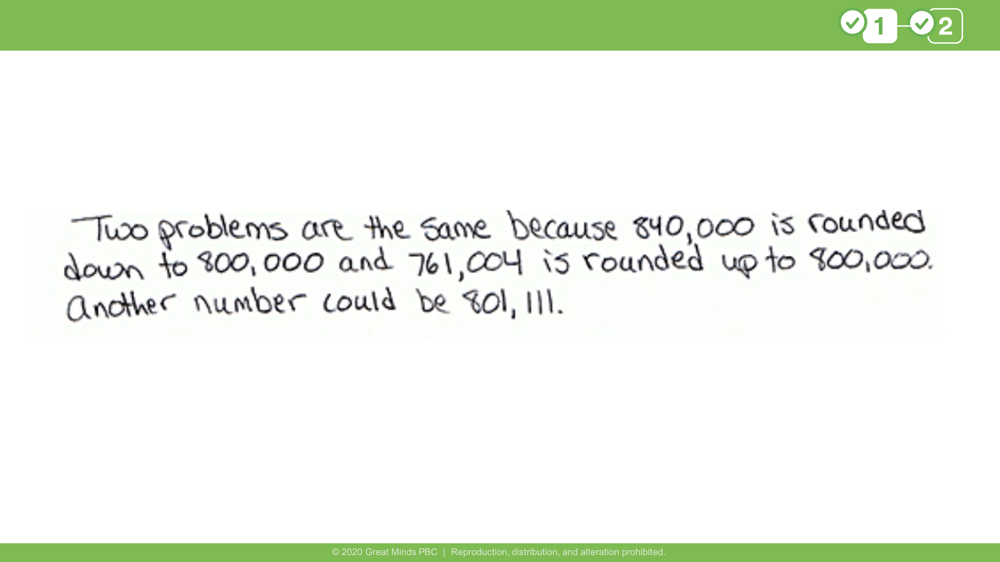 1 2
Two problems are the same because 840,000 is rounded
down to 800,000 and 761,004 is rounded up to 800,000.
Another number could be 801,111.
© 2020 Great Minds PBC | Reproduction, distribution, and alteration prohibited.